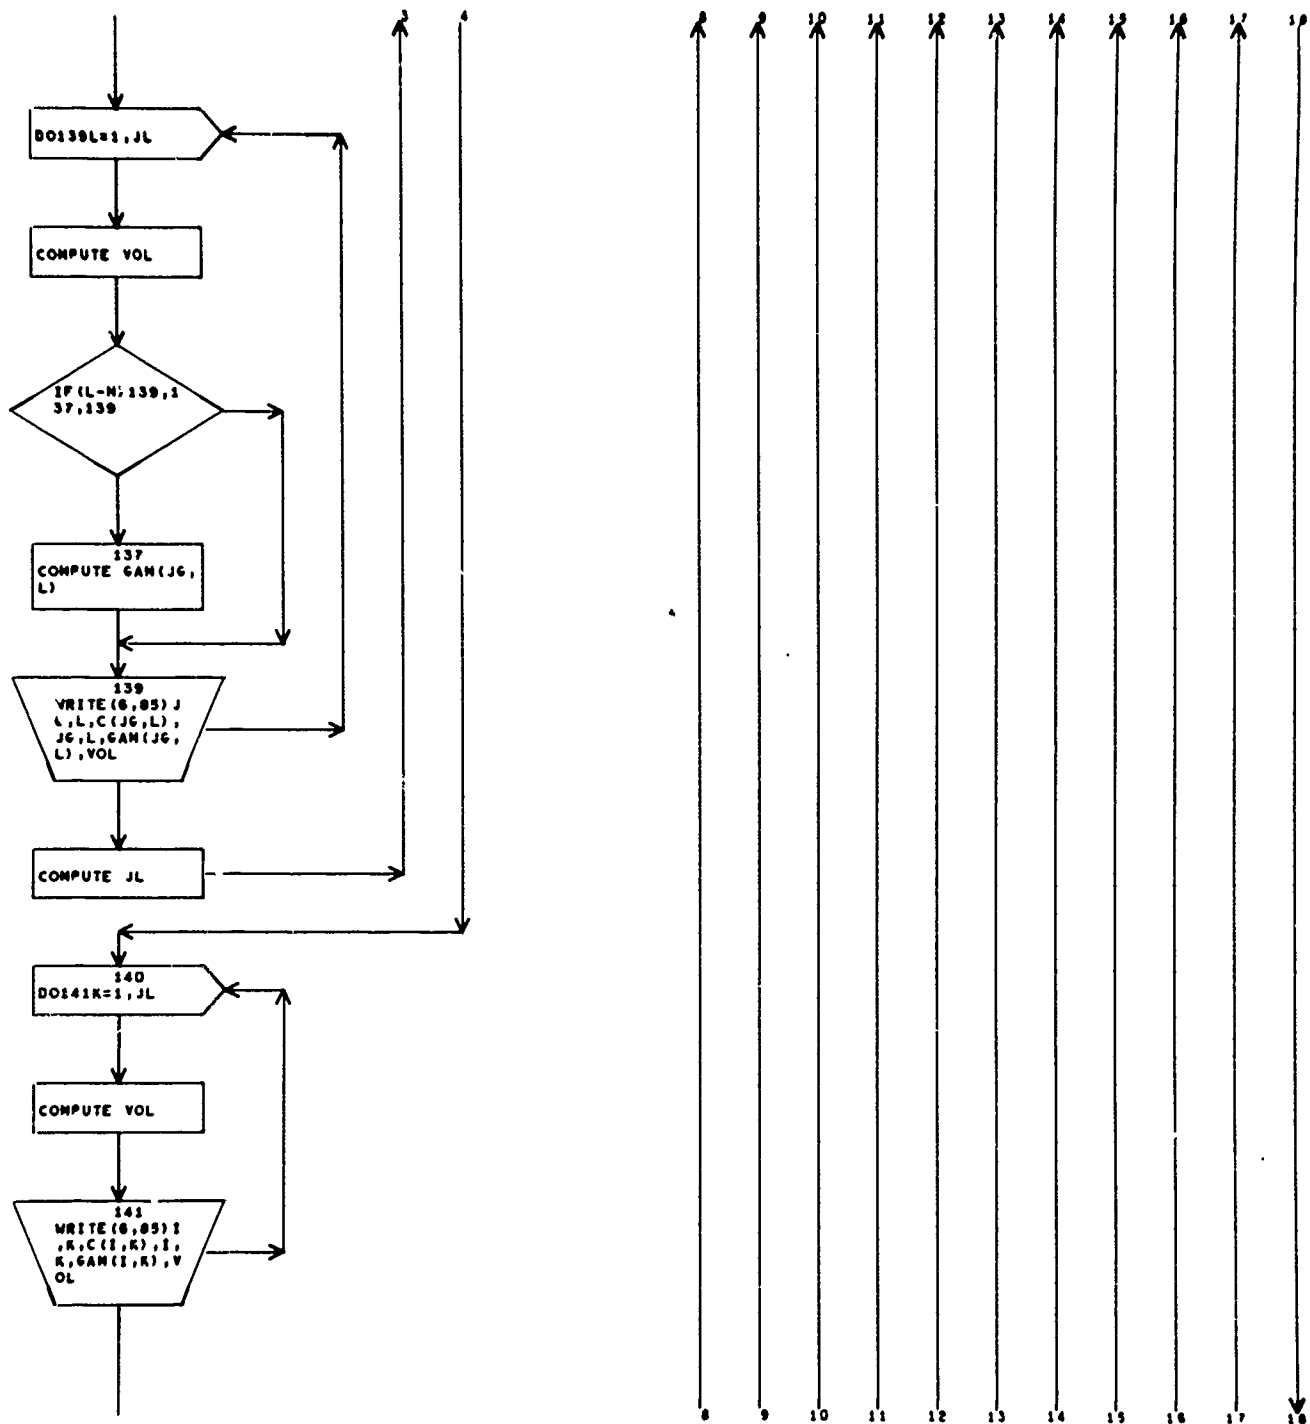 3 4 8 9 10 11 12 13 14 15 16 17 18
DO139L=1,JL
COMPUTE VOL
IF(L-N)139,1
37,139
137
COMPUTE GAM(JG,
L)
139
WRITE(6,85)J
,L,C(JG,L),
JG,L,GAM(JG,
L),VOL
COMPUTE JL
140
DO141K=1,JL
COMPUTE VOL
141
WRITE(6,85)I
,K,C(I,K),I,
K,GAM(I,K),V
OL
8 9 10 11 12 13 14 15 16 17 18